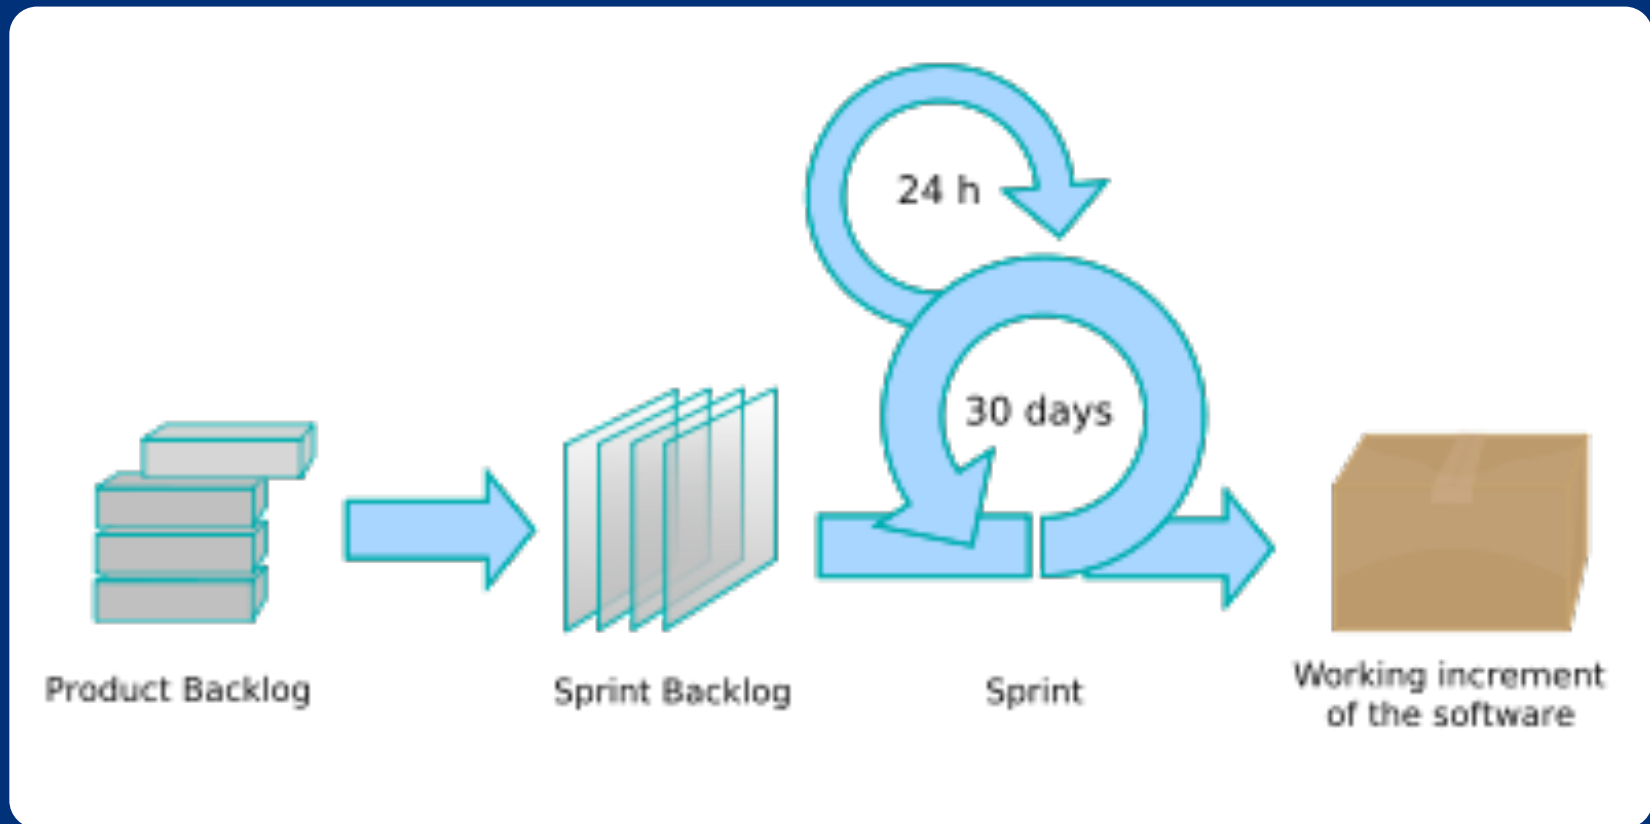 24 h
30 days
Product Backlog
Sprint Backlog
Sprint
Working increment
of the software